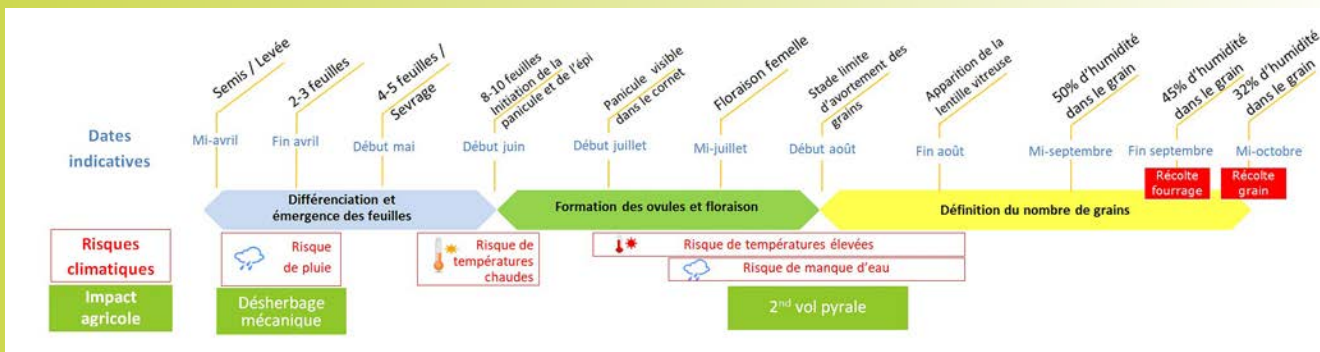 Semis / Levée
2-3 feuilles
4-5 feuilles /
Sevrage
8-10 feuilles
Initiation de la
panicule et de l'épi
Panicule visible
dans le cornet
Floraison femelle
Stade limite
d'avortement des
grains
Apparition de la
lentille vitreuse
50% d'humidité
dans le grain
45% d'humidité
dans le grain
32% d'humidité
dans le grain
Dates
indicatives
Mi-avril
Fin avril
Début mai
Début juin
Début juillet
Mi-juillet
Début août
Fin août
Mi-septembre
Fin septembre
Mi-octobre
Récolte
fourrage
Récolte
grain
Différenciation et
émergence des feuilles
Formation des ovules et floraison
Définition du nombre de grains
Risques
climatiques
Risque
de pluie
Risque de
températures
chaudes
Risque de températures élevées
Risque de manque d'eau
Impact
agricole
Désherbage
mécanique
2nd vol pyrale